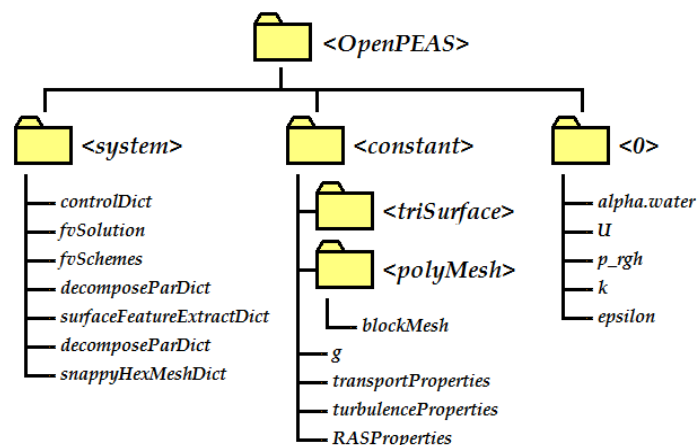 <OpenPEAS>
<system>
controlDict
fvSolution
fvSchemes
decomposeParDict
surfaceFeatureExtractDict
decomposeParDict
snappyHexMeshDict
<constant>
<triSurface>
<polyMesh>
blockMesh
g
transportProperties
turbulenceProperties
RASProperties
<0>
alpha.water
U
p_rgh
k
epsilon